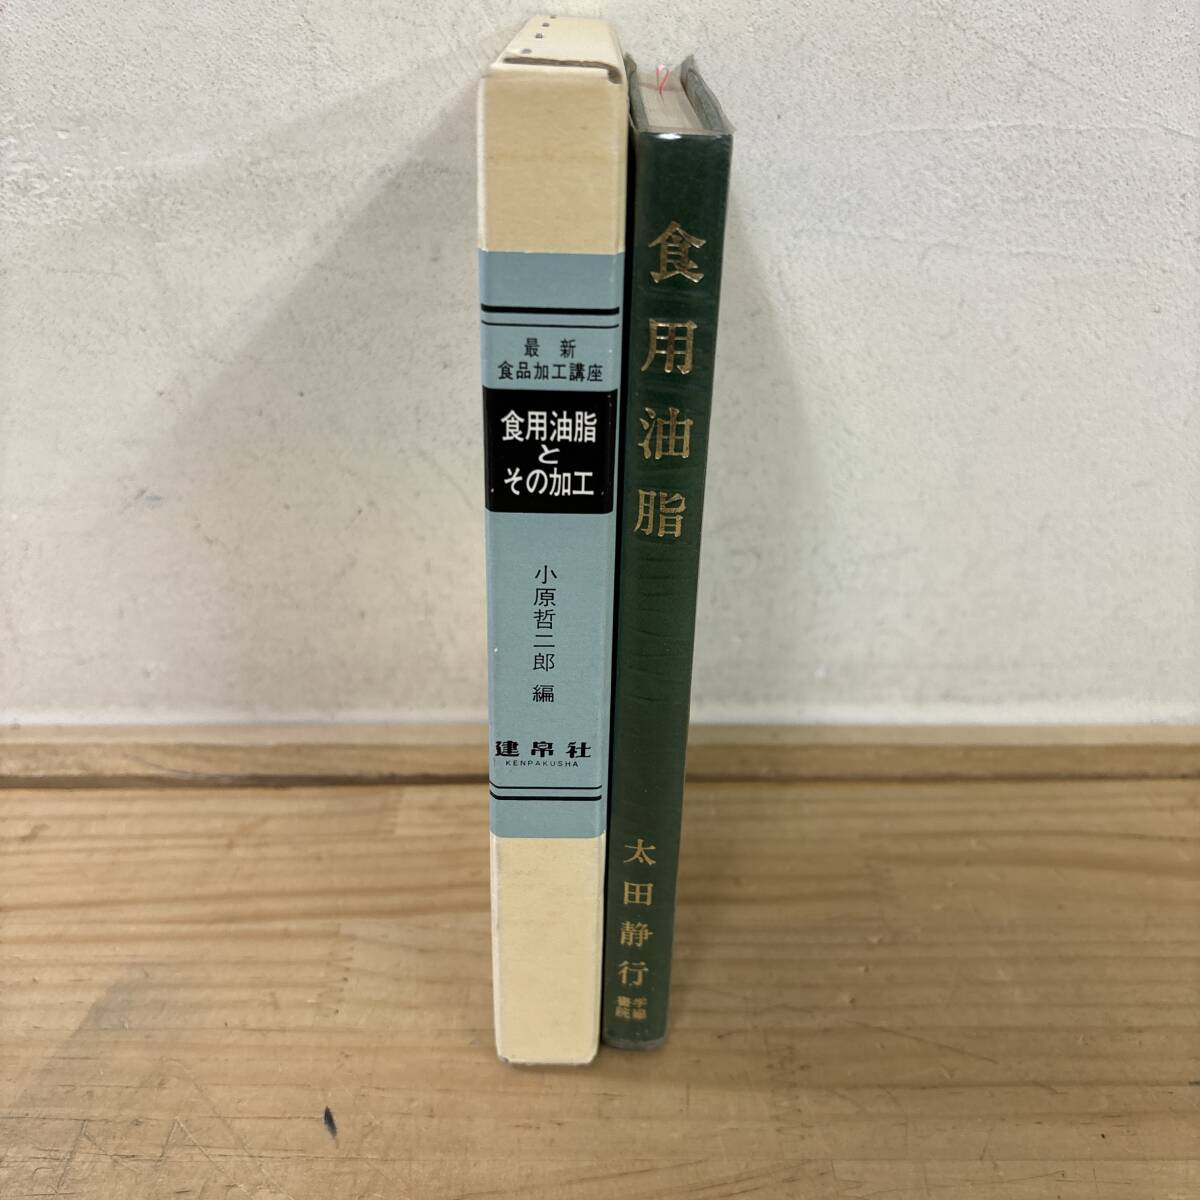 最新
食品加工講座
食用油脂
と
その加工
小原哲二郎 編
建帛社
KENPAKUSHA
食用油脂
太田静行